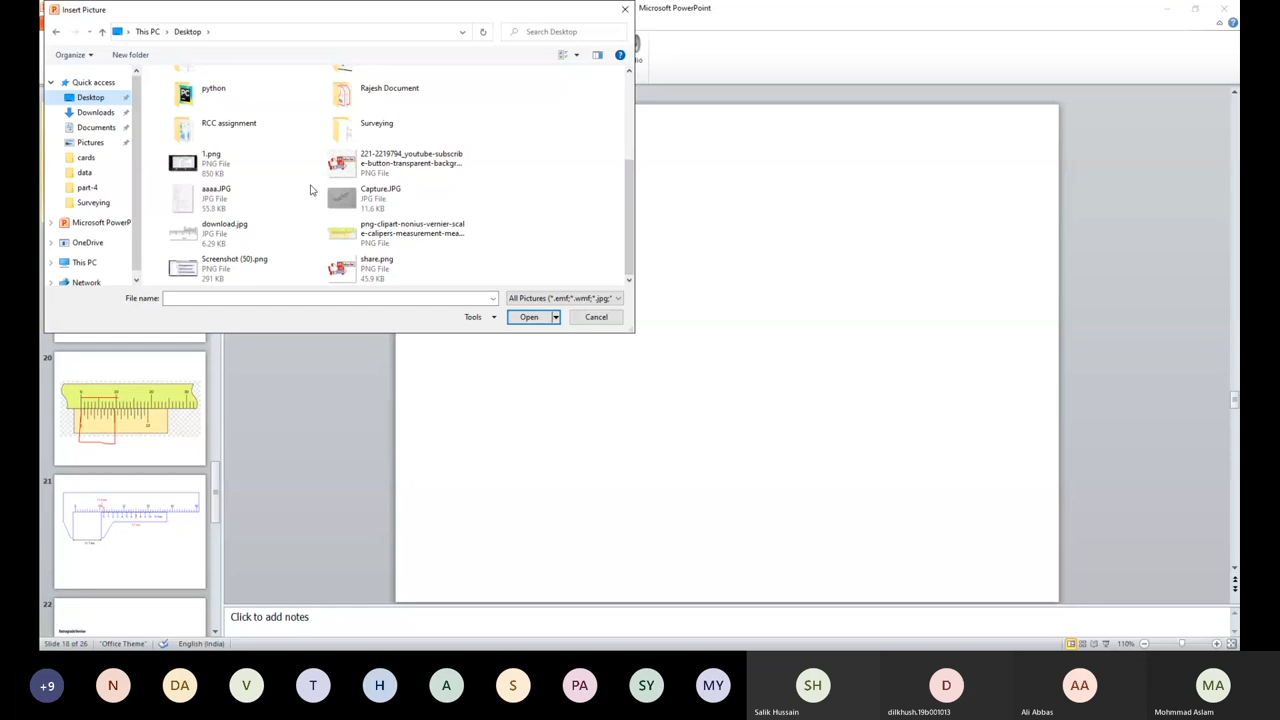 Insert Picture
Microsoft PowerPoint
This PC
Desktop
Search Desktop
Organize
New folder
Quick access
Desktop
Downloads
Documents
Pictures
cards
data
part-4
Surveying
Microsoft PowerP
OneDrive
This PC
Network
python
Rajesh Document
RCC assignment
Surveying
1.png
PNG File
850 KB
221-2219794_youtube-subscrib
e-button-transparent-backgr...
PNG File
aaaa.JPG
JPG File
55.8 KB
Capture.JPG
JPG File
11.6 KB
download.jpg
JPG File
6.29 KB
png-clipart-nonius-vernier-scal
e-calipers-measurement-mea...
PNG File
Screenshot (50).png
PNG File
291 KB
share.png
PNG File
45.9 KB
File name:
All Pictures (*.emf;*.wmf;*.jpg;*
Tools
Open
Cancel
20
21
22
Click to add notes
Slide 18 of 26
"Office Theme"
English (India)
110%
+9
N
DA
V
T
H
A
S
PA
SY
MY
SH
Salik Hussain
D
dilkhush.19b001013
AA
Ali Abbas
MA
Mohmmad Aslam